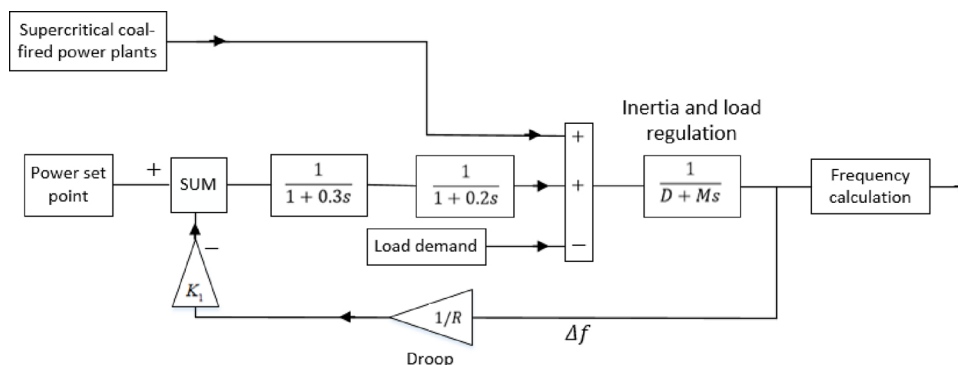 Supercritical coal-
fired power plants
Inertia and load
regulation
Power set
point
+
SUM
−
1
1 + 0.3s
1
1 + 0.2s
Load demand
+
+
−
1
D + Ms
Frequency
calculation
K₁
1/R
Droop
Δf